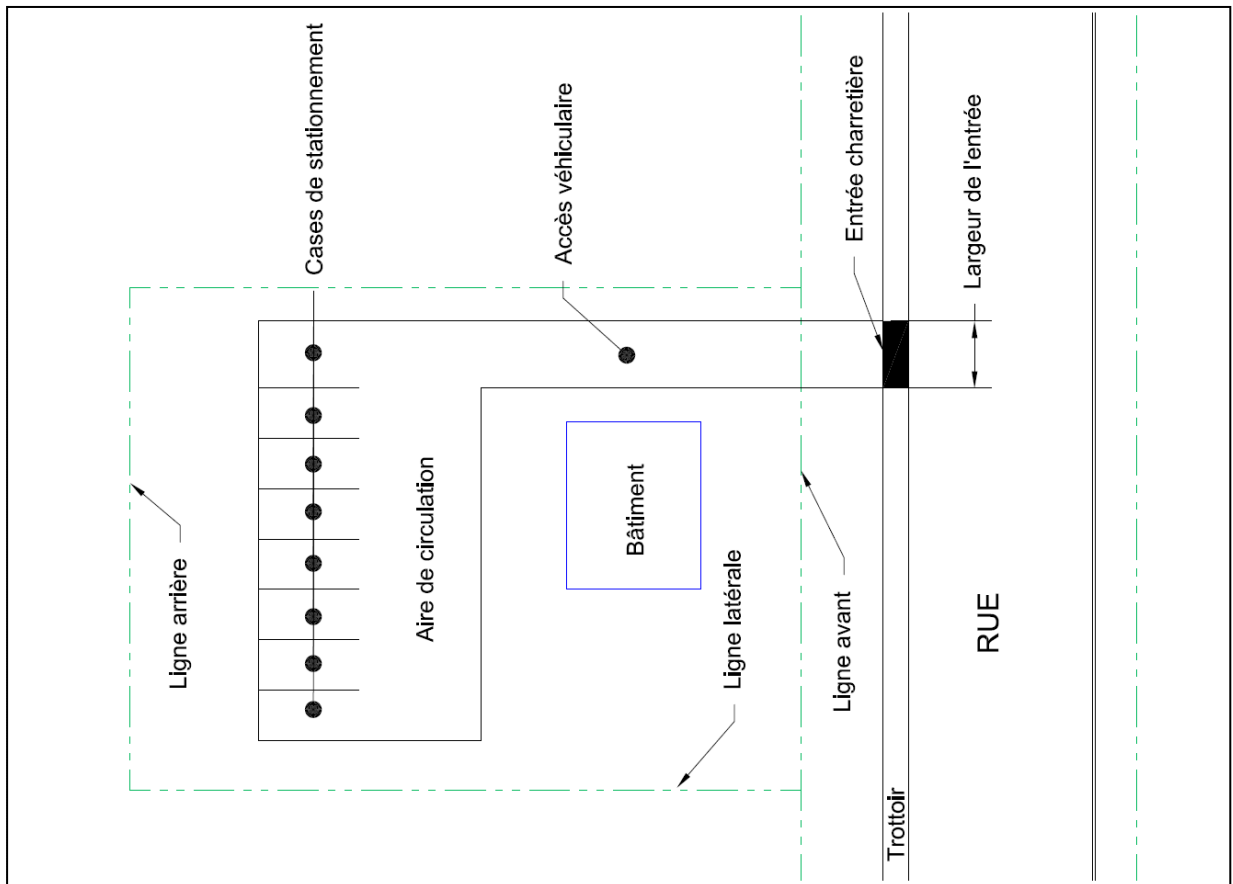 Cases de stationnement
Accès véhiculaire
Entrée charretière
Largeur de l'entrée
Ligne arrière
Aire de circulation
Bâtiment
Ligne latérale
Ligne avant
RUE
Trottoir